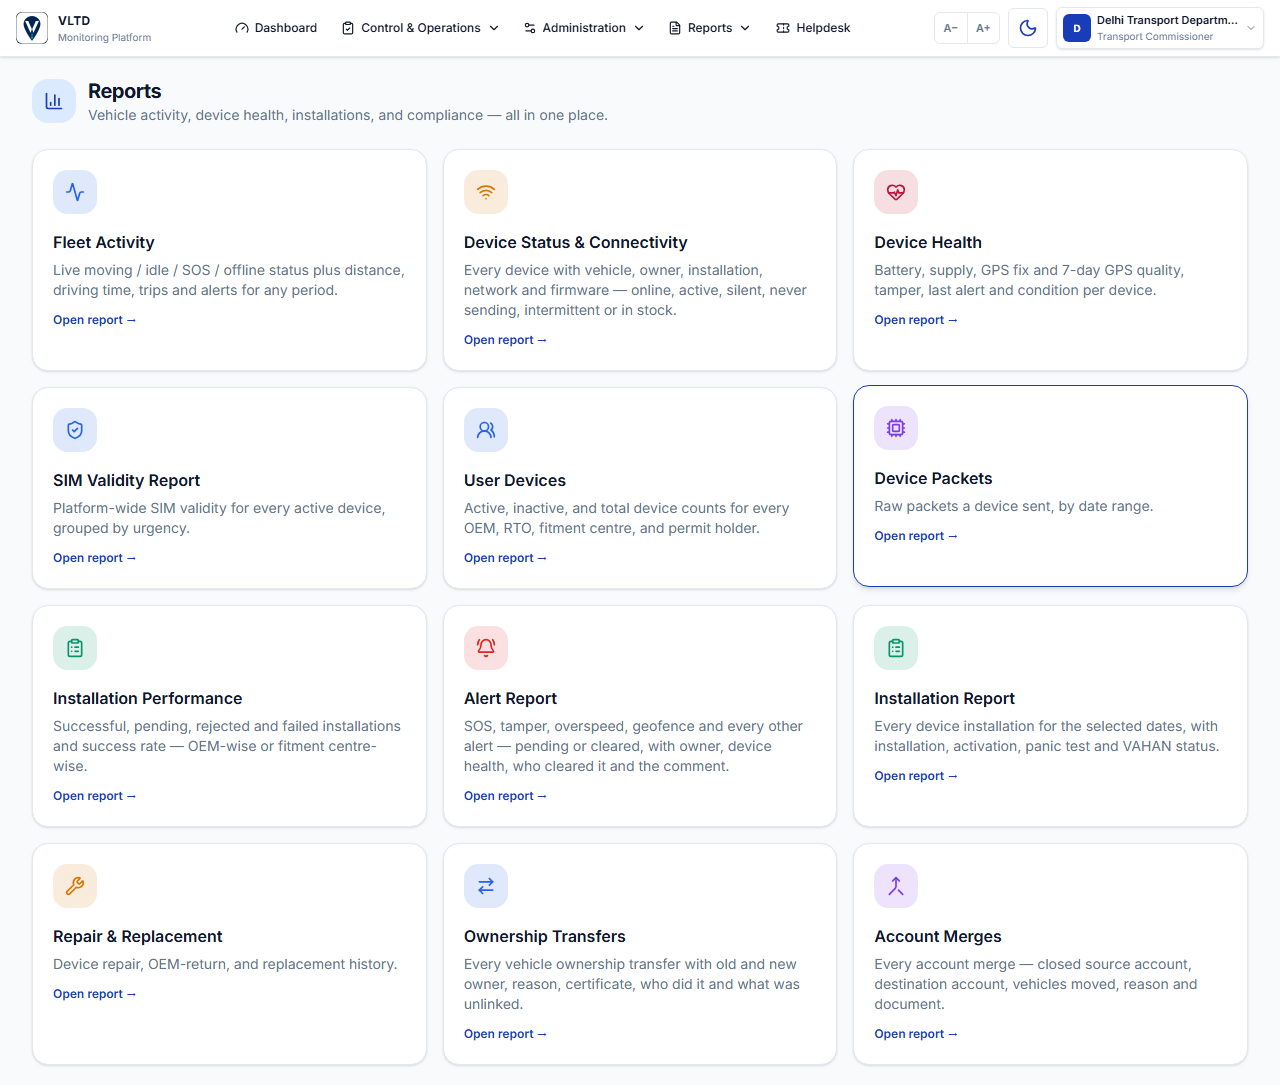 VLTD
Monitoring Platform
Dashboard
Control & Operations
Administration
Reports
Helpdesk
A−
A+
D
Delhi Transport Departm...
Transport Commissioner
Reports
Vehicle activity, device health, installations, and compliance — all in one place.
Fleet Activity
Live moving / idle / SOS / offline status plus distance,
driving time, trips and alerts for any period.
Open report →
Device Status & Connectivity
Every device with vehicle, owner, installation,
network and firmware — online, active, silent, never
sending, intermittent or in stock.
Open report →
Device Health
Battery, supply, GPS fix and 7-day GPS quality,
tamper, last alert and condition per device.
Open report →
SIM Validity Report
Platform-wide SIM validity for every active device,
grouped by urgency.
Open report →
User Devices
Active, inactive, and total device counts for every
OEM, RTO, fitment centre, and permit holder.
Open report →
Device Packets
Raw packets a device sent, by date range.
Open report →
Installation Performance
Successful, pending, rejected and failed installations
and success rate — OEM-wise or fitment centre-
wise.
Open report →
Alert Report
SOS, tamper, overspeed, geofence and every other
alert — pending or cleared, with owner, device
health, who cleared it and the comment.
Open report →
Installation Report
Every device installation for the selected dates, with
installation, activation, panic test and VAHAN status.
Open report →
Repair & Replacement
Device repair, OEM-return, and replacement history.
Open report →
Ownership Transfers
Every vehicle ownership transfer with old and new
owner, reason, certificate, who did it and what was
unlinked.
Open report →
Account Merges
Every account merge — closed source account,
destination account, vehicles moved, reason and
document.
Open report →